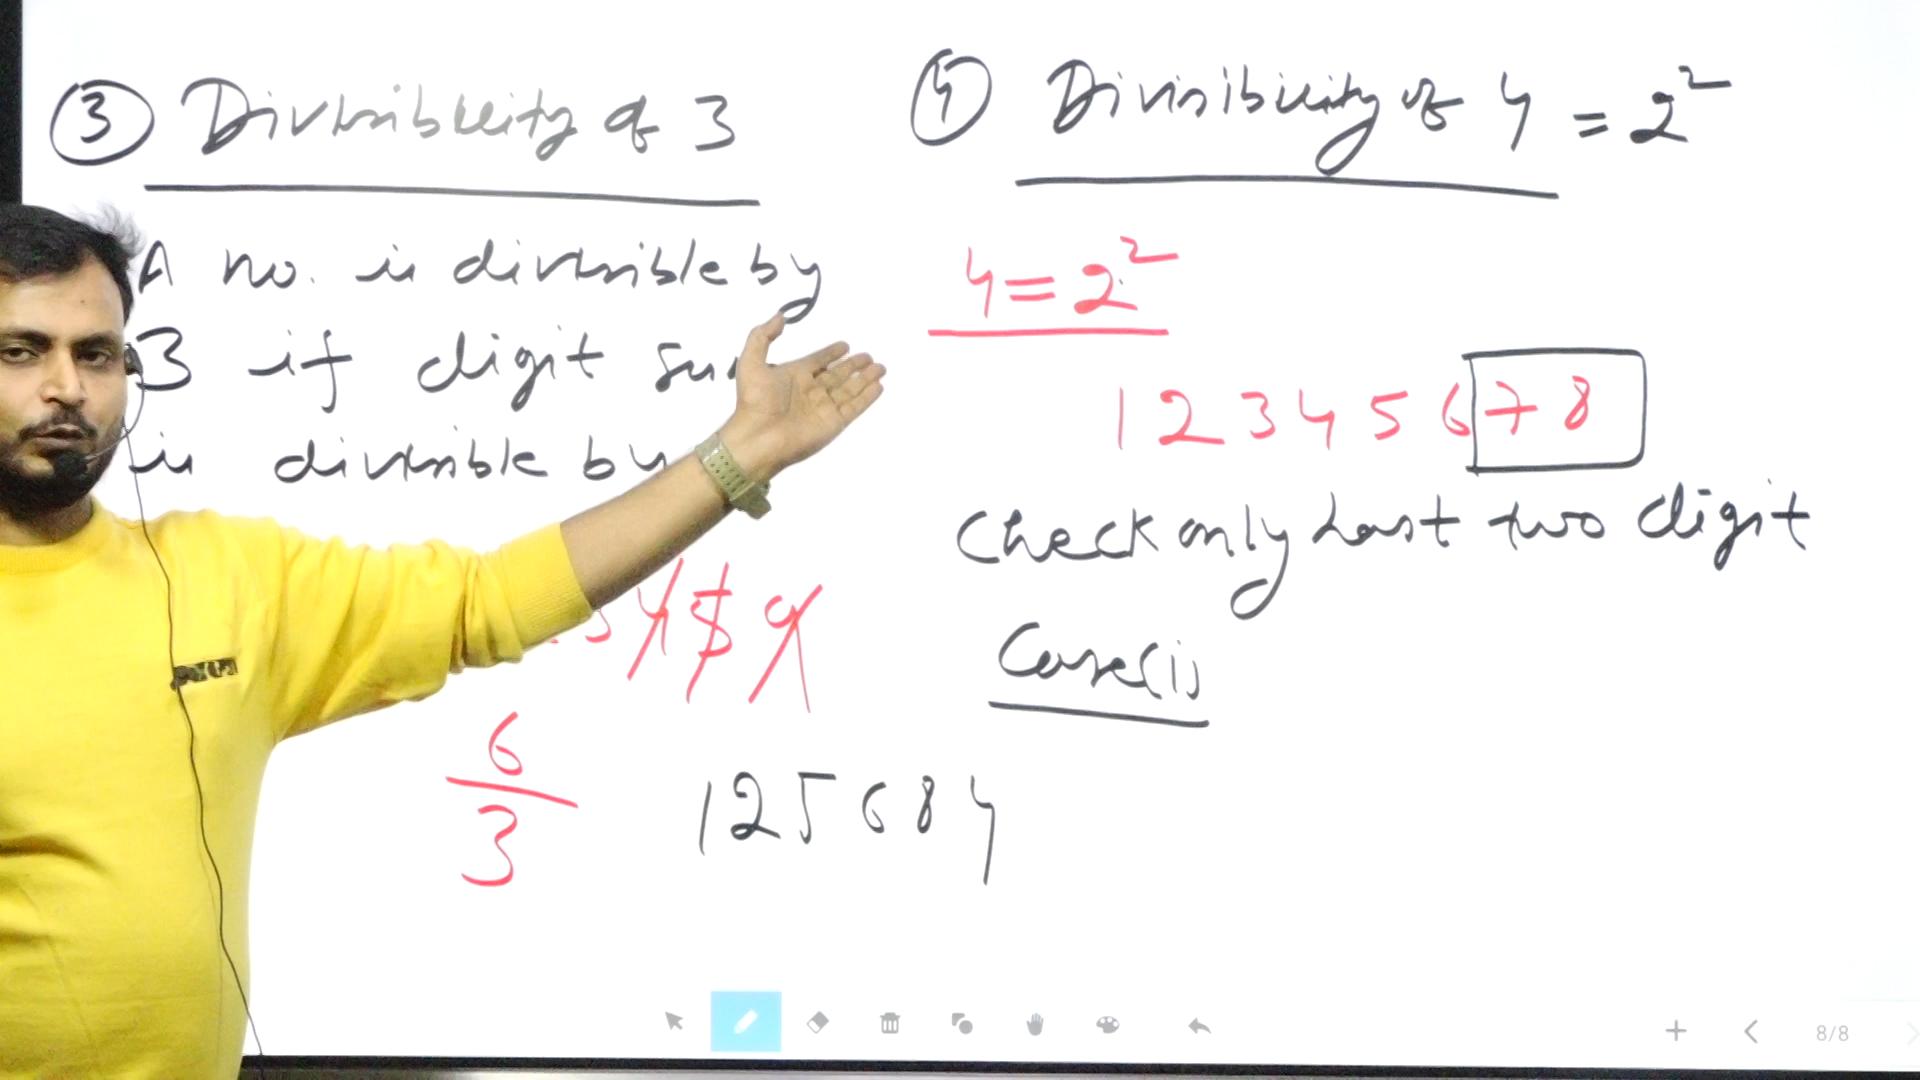 3 Divisibility of 3
A no. is divisible by
3 if digit
is divisible by
6
3
125684
4 Divisibility of 4 = 2²
4 = 2²
12345678
Check only last two digit
Case (i)
8/8